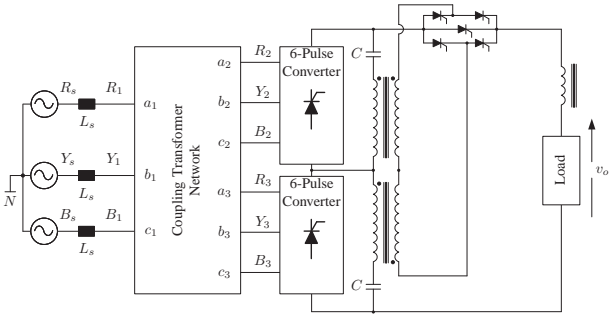 R_s
R_1
L_s
a_1
Y_s
Y_1
L_s
b_1
N
B_s
B_1
L_s
c_1
Coupling Transformer
Network
a_2
R_2
b_2
Y_2
c_2
B_2
a_3
R_3
b_3
Y_3
c_3
B_3
6-Pulse
Converter
6-Pulse
Converter
C
C
Load
v_o